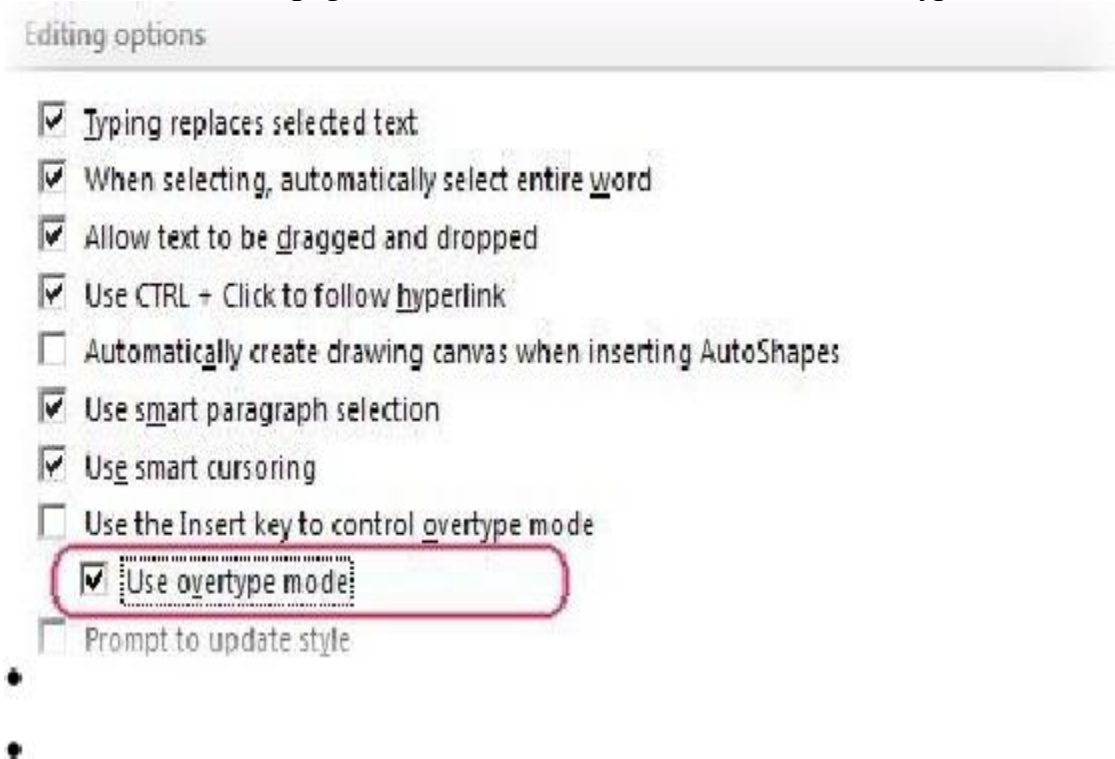 Editing options
Typing replaces selected text
When selecting, automatically select entire word
Allow text to be dragged and dropped
Use CTRL + Click to follow hyperlink
Automatically create drawing canvas when inserting AutoShapes
Use smart paragraph selection
Use smart cursoring
Use the Insert key to control overtype mode
Use overtype mode
Prompt to update style